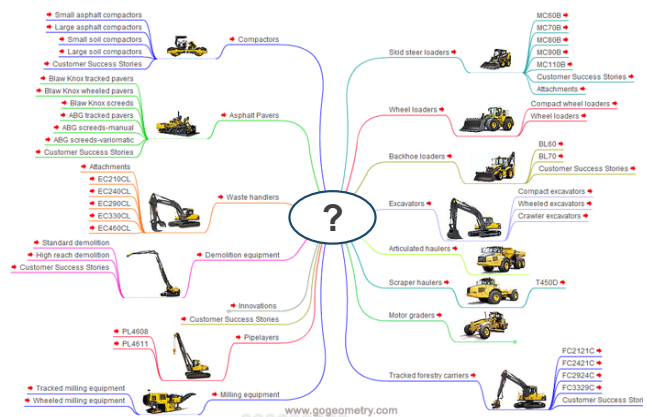 Small asphalt compactors
Large asphalt compactors
Small soil compactors
Large soil compactors
Customer Success Stories
Compactors
Blaw Knox tracked pavers
Blaw Knox wheeled pavers
Blaw Knox screeds
ABG tracked pavers
ABG screeds-manual
ABG screeds-variomatic
Customer Success Stories
Asphalt Pavers
Attachments
EC210CL
EC240CL
EC290CL
EC330CL
EC460CL
Waste handlers
Standard demolition
High reach demolition
Customer Success Stories
Demolition equipment
Innovations
Customer Success Stories
PL4608
PL4611
Pipelayers
Tracked milling equipment
Wheeled milling equipment
Milling equipment
?
Skid steer loaders
MC60B
MC70B
MC80B
MC90B
MC110B
Customer Success Stories
Attachments
Wheel loaders
Compact wheel loaders
Wheel loaders
Backhoe loaders
BL60
BL70
Customer Success Stories
Excavators
Compact excavators
Wheeled excavators
Crawler excavators
Articulated haulers
Scraper haulers
T450D
Motor graders
Tracked forestry carriers
FC2121C
FC2421C
FC2924C
FC3329C
Customer Success Stori
www.gogeometry.com